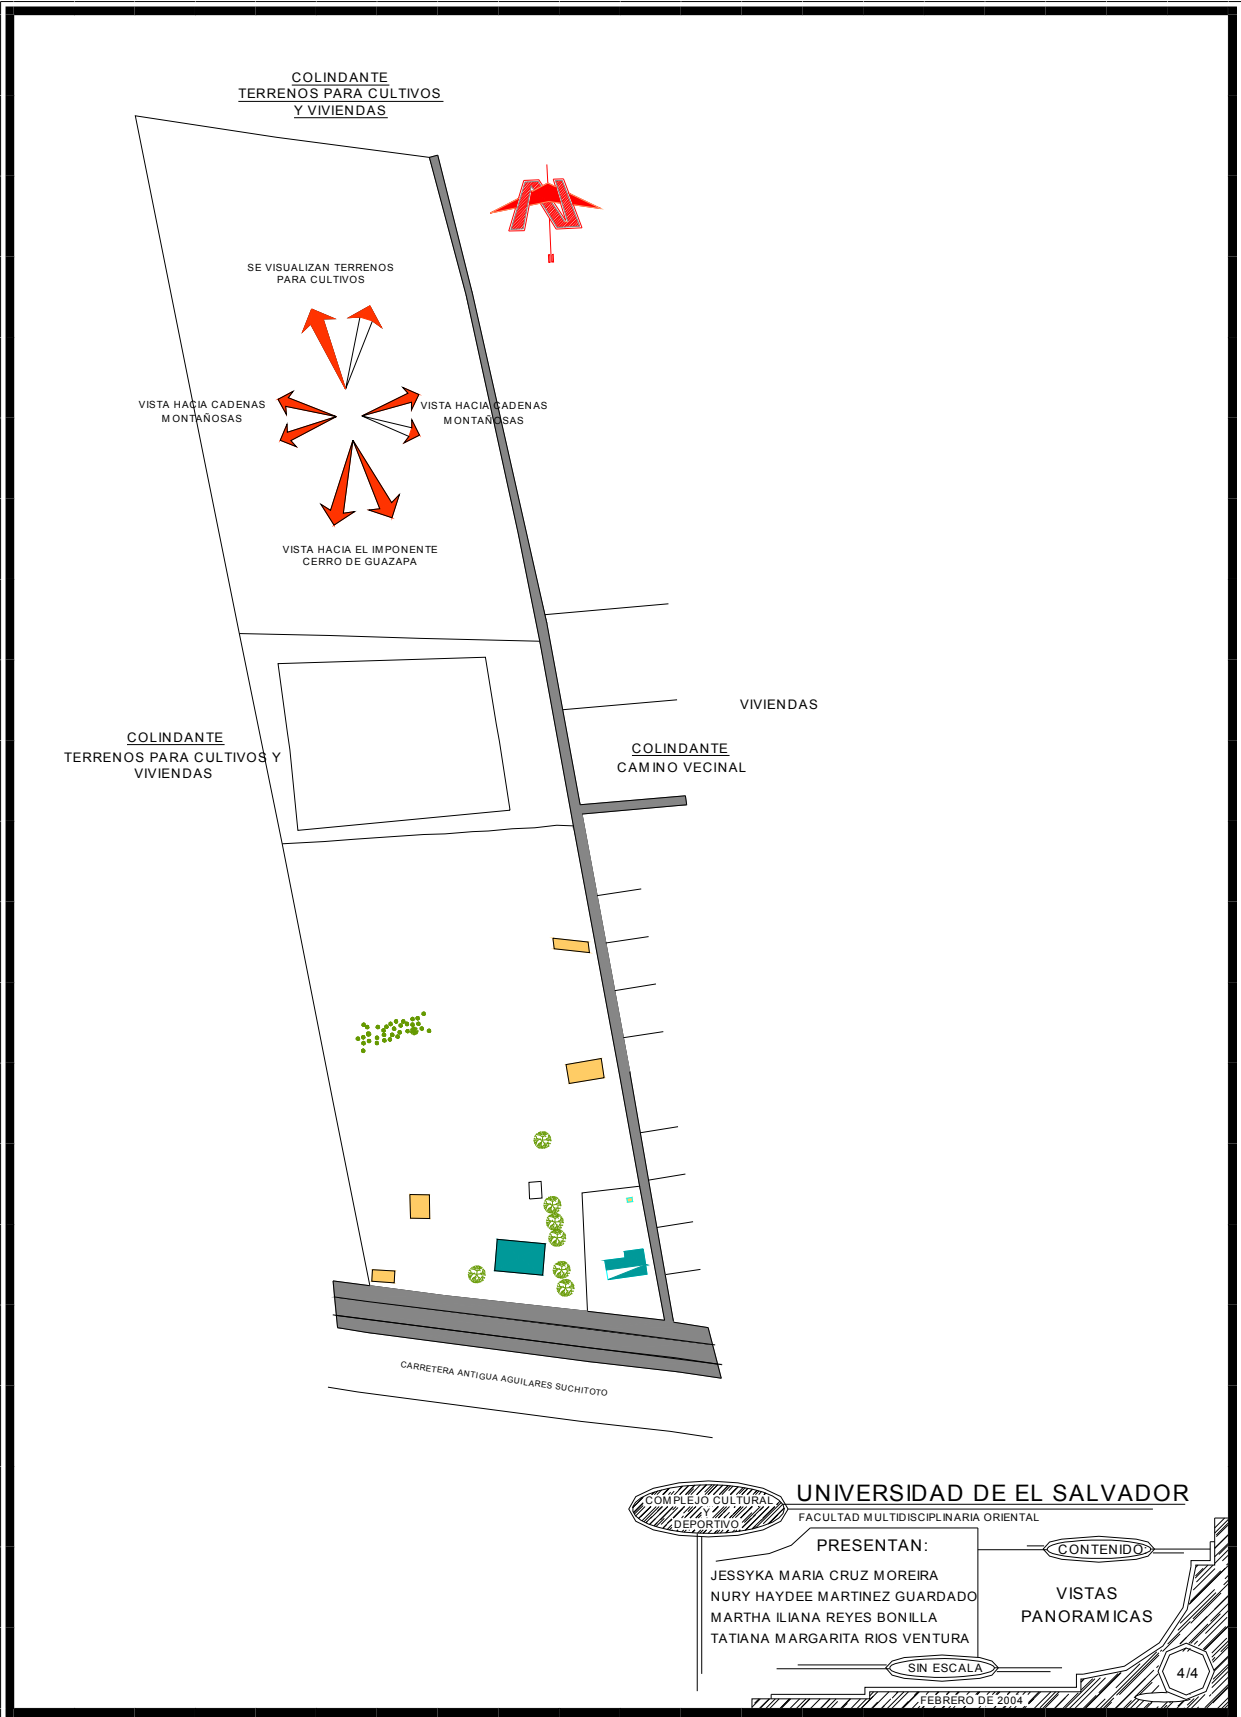 COLINDANTE
TERRENOS PARA CULTIVOS
Y VIVIENDAS
N
SE VISUALIZAN TERRENOS
PARA CULTIVOS
VISTA HACIA CADENAS
MONTAÑOSAS
VISTA HACIA CADENAS
MONTAÑOSAS
VISTA HACIA EL IMPONENTE
CERRO DE GUAZAPA
VIVIENDAS
COLINDANTE
TERRENOS PARA CULTIVOS Y
VIVIENDAS
COLINDANTE
CAMINO VECINAL
CARRETERA ANTIGUA AGUILARES SUCHITOTO
COMPLEJO CULTURAL
Y
DEPORTIVO
UNIVERSIDAD DE EL SALVADOR
FACULTAD MULTIDISCIPLINARIA ORIENTAL
PRESENTAN:
JESSYKA MARIA CRUZ MOREIRA
NURY HAYDEE MARTINEZ GUARDADO
MARTHA ILIANA REYES BONILLA
TATIANA MARGARITA RIOS VENTURA
CONTENIDO:
VISTAS
PANORAMICAS
SIN ESCALA
4/4
FEBRERO DE 2004